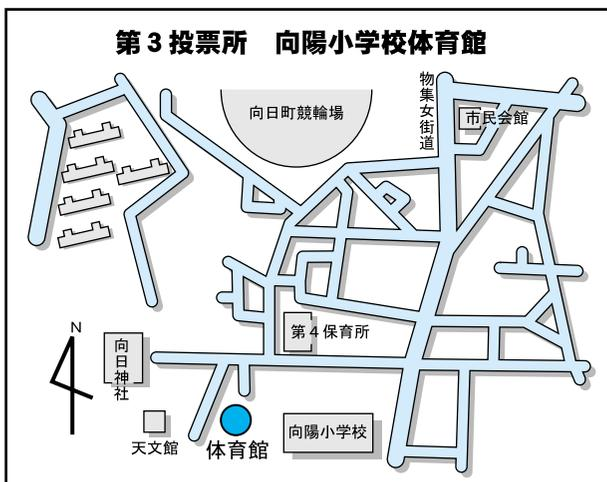 第3投票所　向陽小学校体育館
物集女街道
向日町競輪場
市民会館
第4保育所
N
向日神社
天文館
体育館
向陽小学校